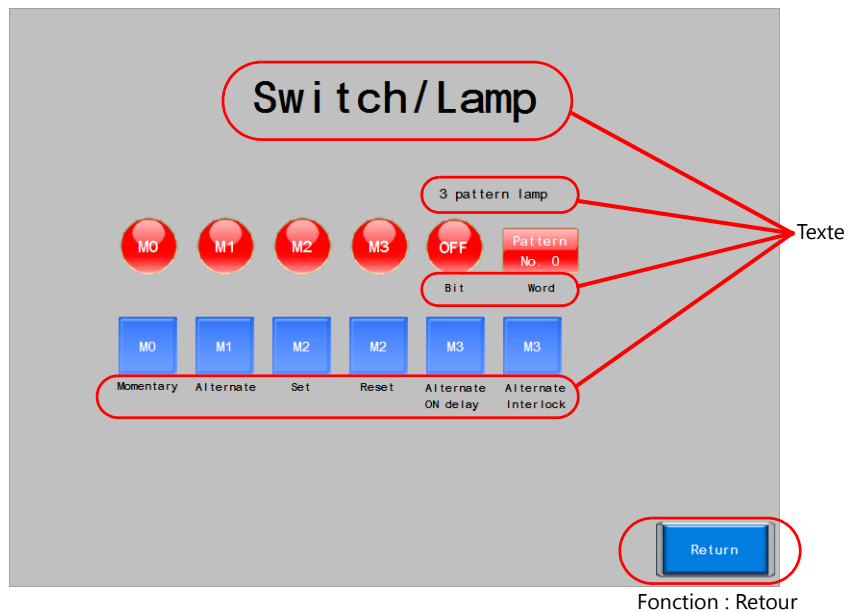 Switch/Lamp
3 pattern lamp
Texte
M0 M1 M2 M3 OFF Pattern
No. 0
Bit Word
M0 M1 M2 M2 M3 M3
Momentary Alternate Set Reset Alternate Alternate
ON delay Interlock
Return
Fonction : Retour